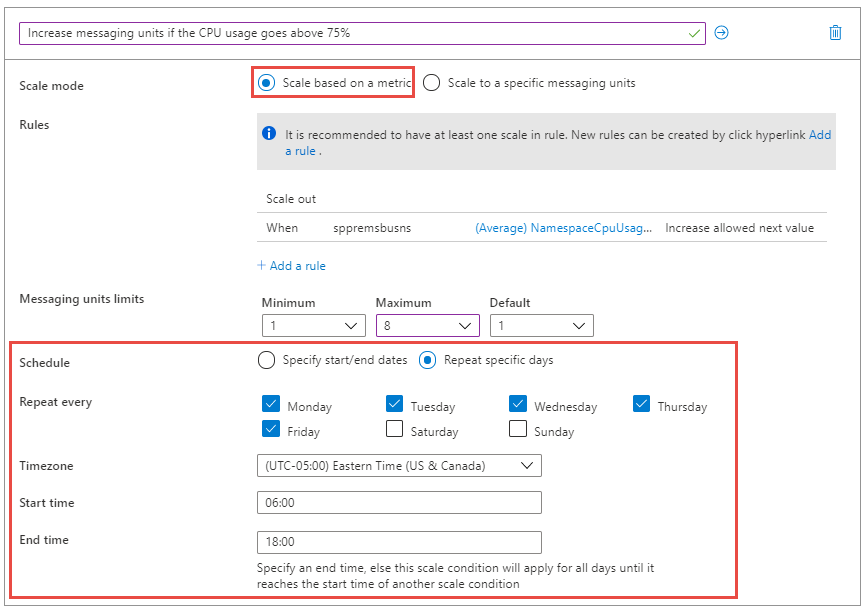 Increase messaging units if the CPU usage goes above 75%
Scale mode
Scale based on a metric
Scale to a specific messaging units
Rules
It is recommended to have at least one scale in rule. New rules can be created by click hyperlink Add
a rule .
Scale out
When sppremsbusns (Average) NamespaceCpuUsag... Increase allowed next value
+ Add a rule
Messaging units limits
Minimum Maximum Default
1 8 1
Schedule
Specify start/end dates Repeat specific days
Repeat every
Monday Tuesday Wednesday Thursday
Friday Saturday Sunday
Timezone
(UTC-05:00) Eastern Time (US & Canada)
Start time
06:00
End time
18:00
Specify an end time, else this scale condition will apply for all days until it
reaches the start time of another scale condition